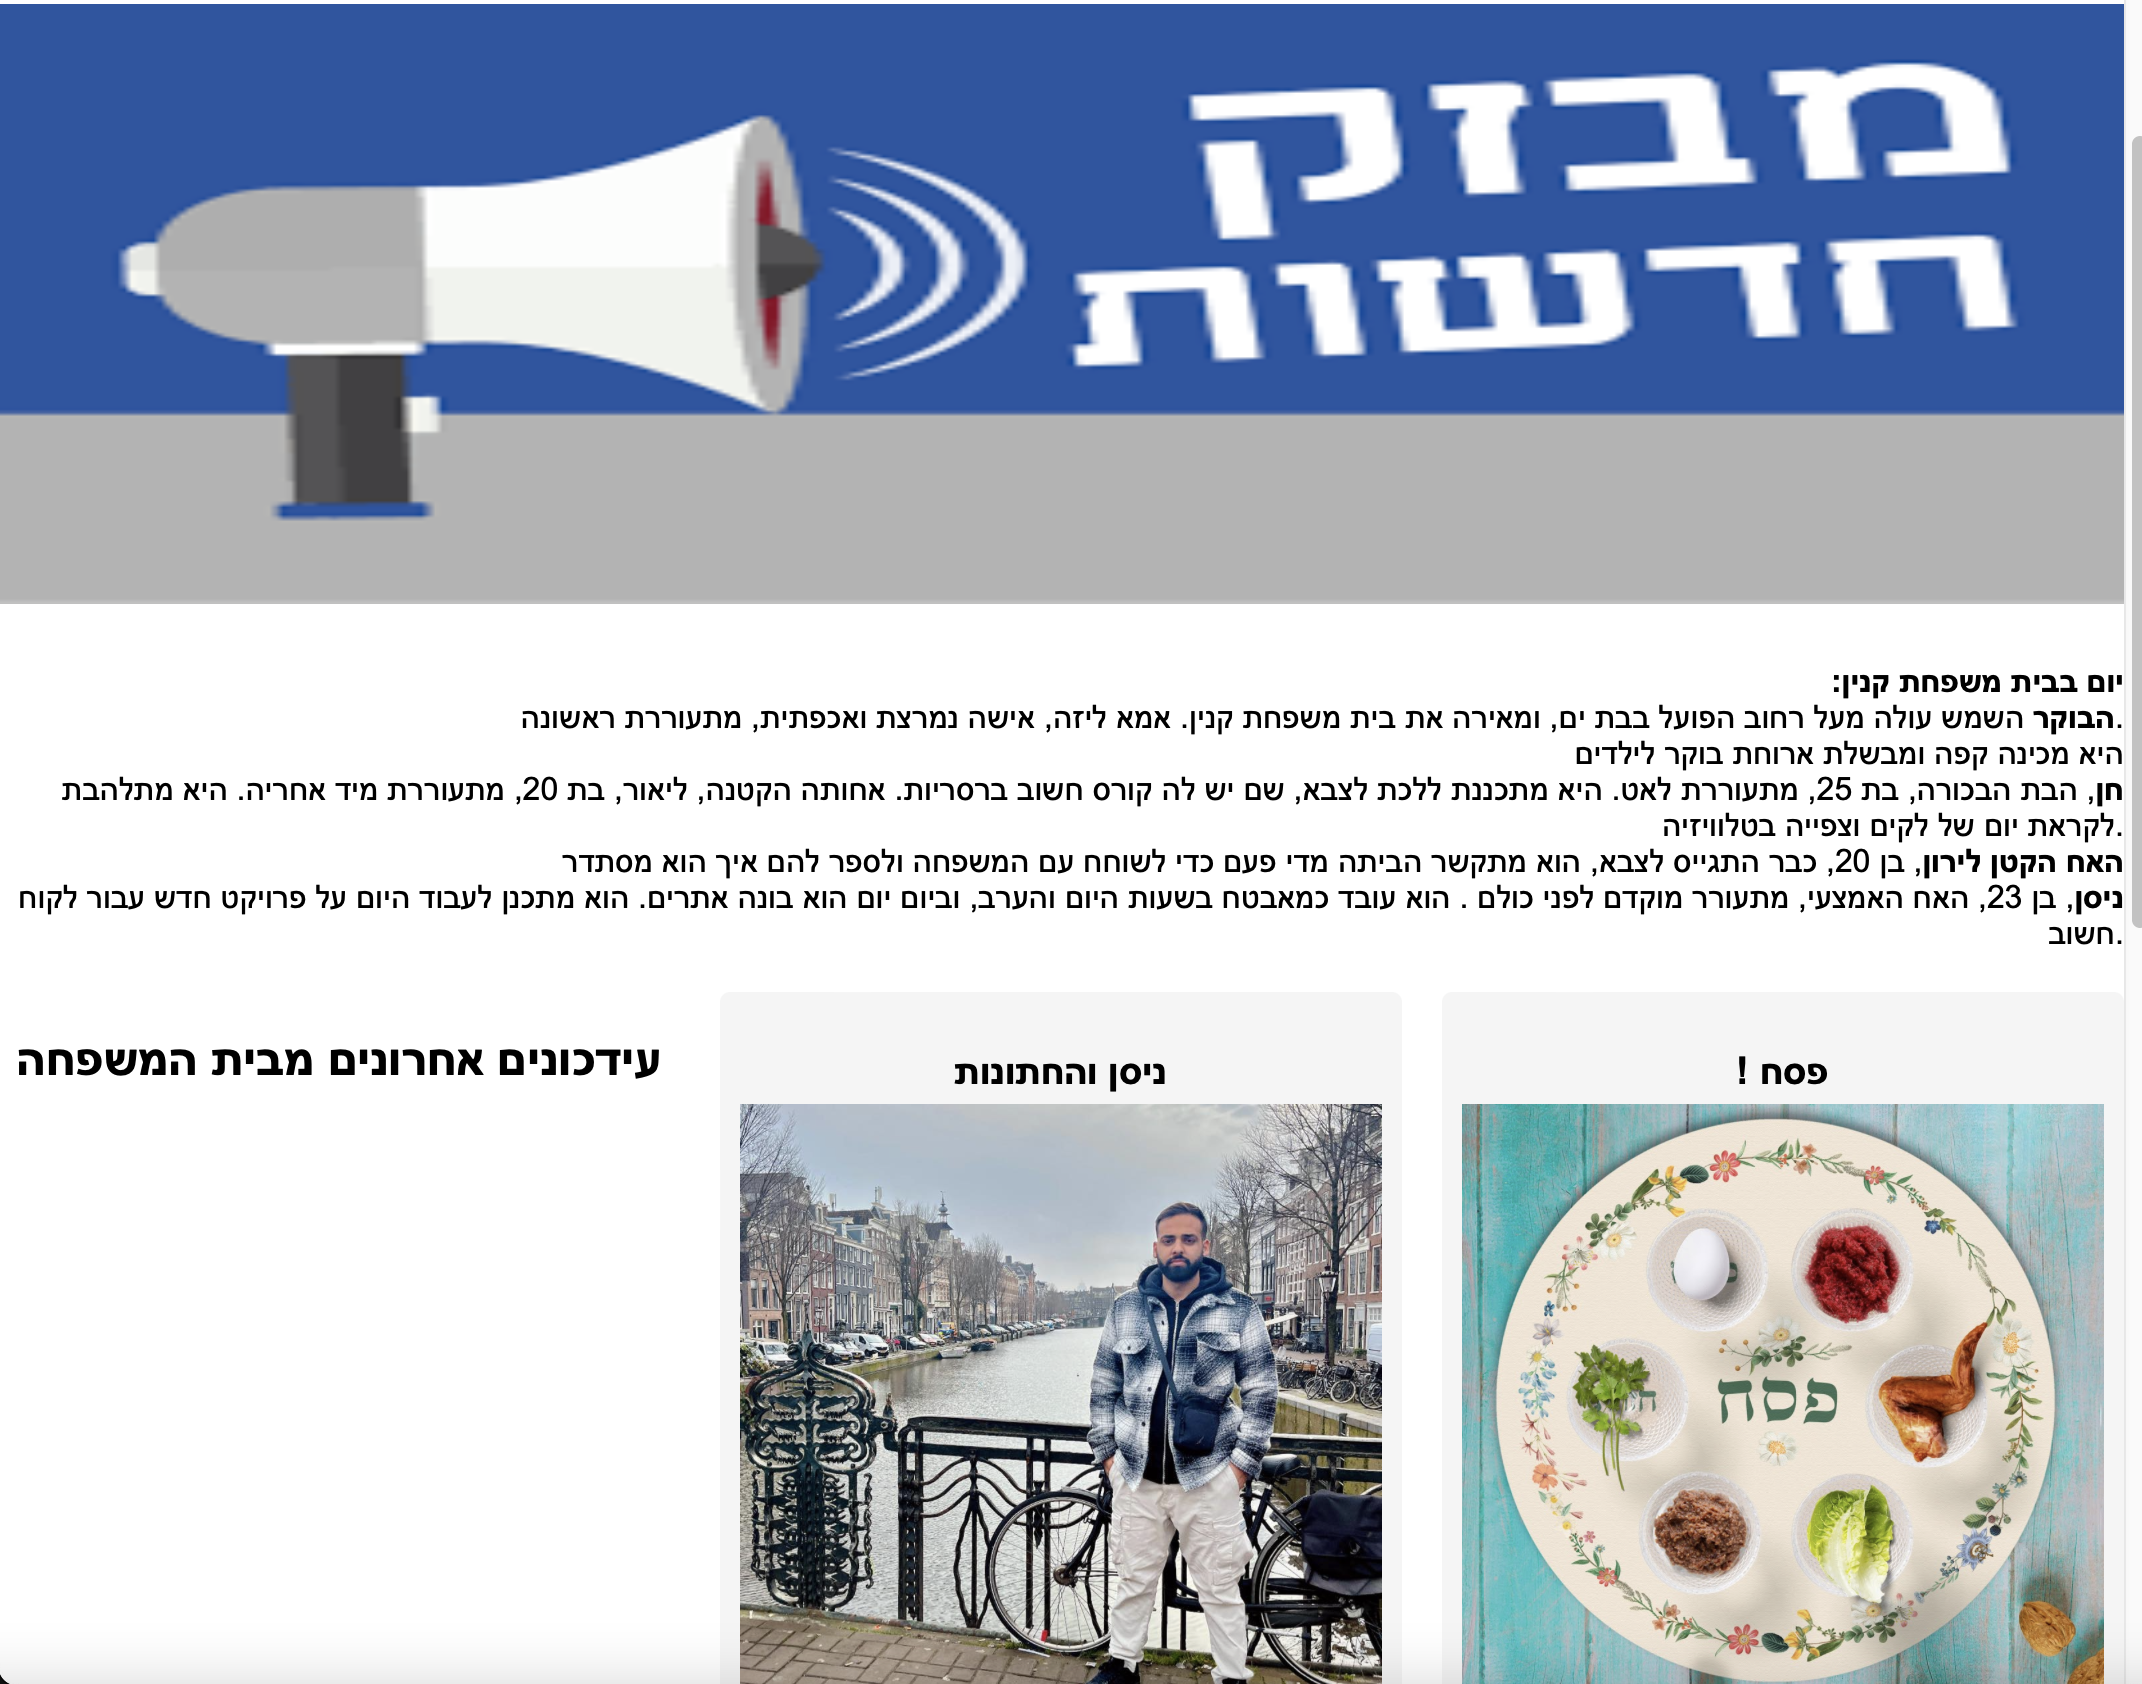 מבזק
חדשות
יום בבית משפחת קנין:
.הבוקר השמש עולה מעל רחוב הפועל בבת ים, ומאירה את בית משפחת קנין. אמא ליזה, אישה נמרצת ואכפתית, מתעוררת ראשונה
היא מכינה קפה ומבשלת ארוחת בוקר לילדים
חן, הבת הבכורה, בת 25, מתעוררת לאט. היא מתכננת ללכת לצבא, שם יש לה קורס חשוב ברסריות. אחותה הקטנה, ליאור, בת 20, מתעוררת מיד אחריה. היא מתלהבת
.לקראת יום של לקים וצפייה בטלוויזיה
האח הקטן לירון, בן 20, כבר התגייס לצבא, הוא מתקשר הביתה מדי פעם כדי לשוחח עם המשפחה ולספר להם איך הוא מסתדר
ניסן, בן 23, האח האמצעי, מתעורר מוקדם לפני כולם . הוא עובד כמאבטח בשעות היום והערב, וביום יום הוא בונה אתרים. הוא מתכנן לעבוד היום על פרויקט חדש עבור לקוח
.חשוב
פסח !
פסח
ניסן והחתונות
עידכונים אחרונים מבית המשפחה